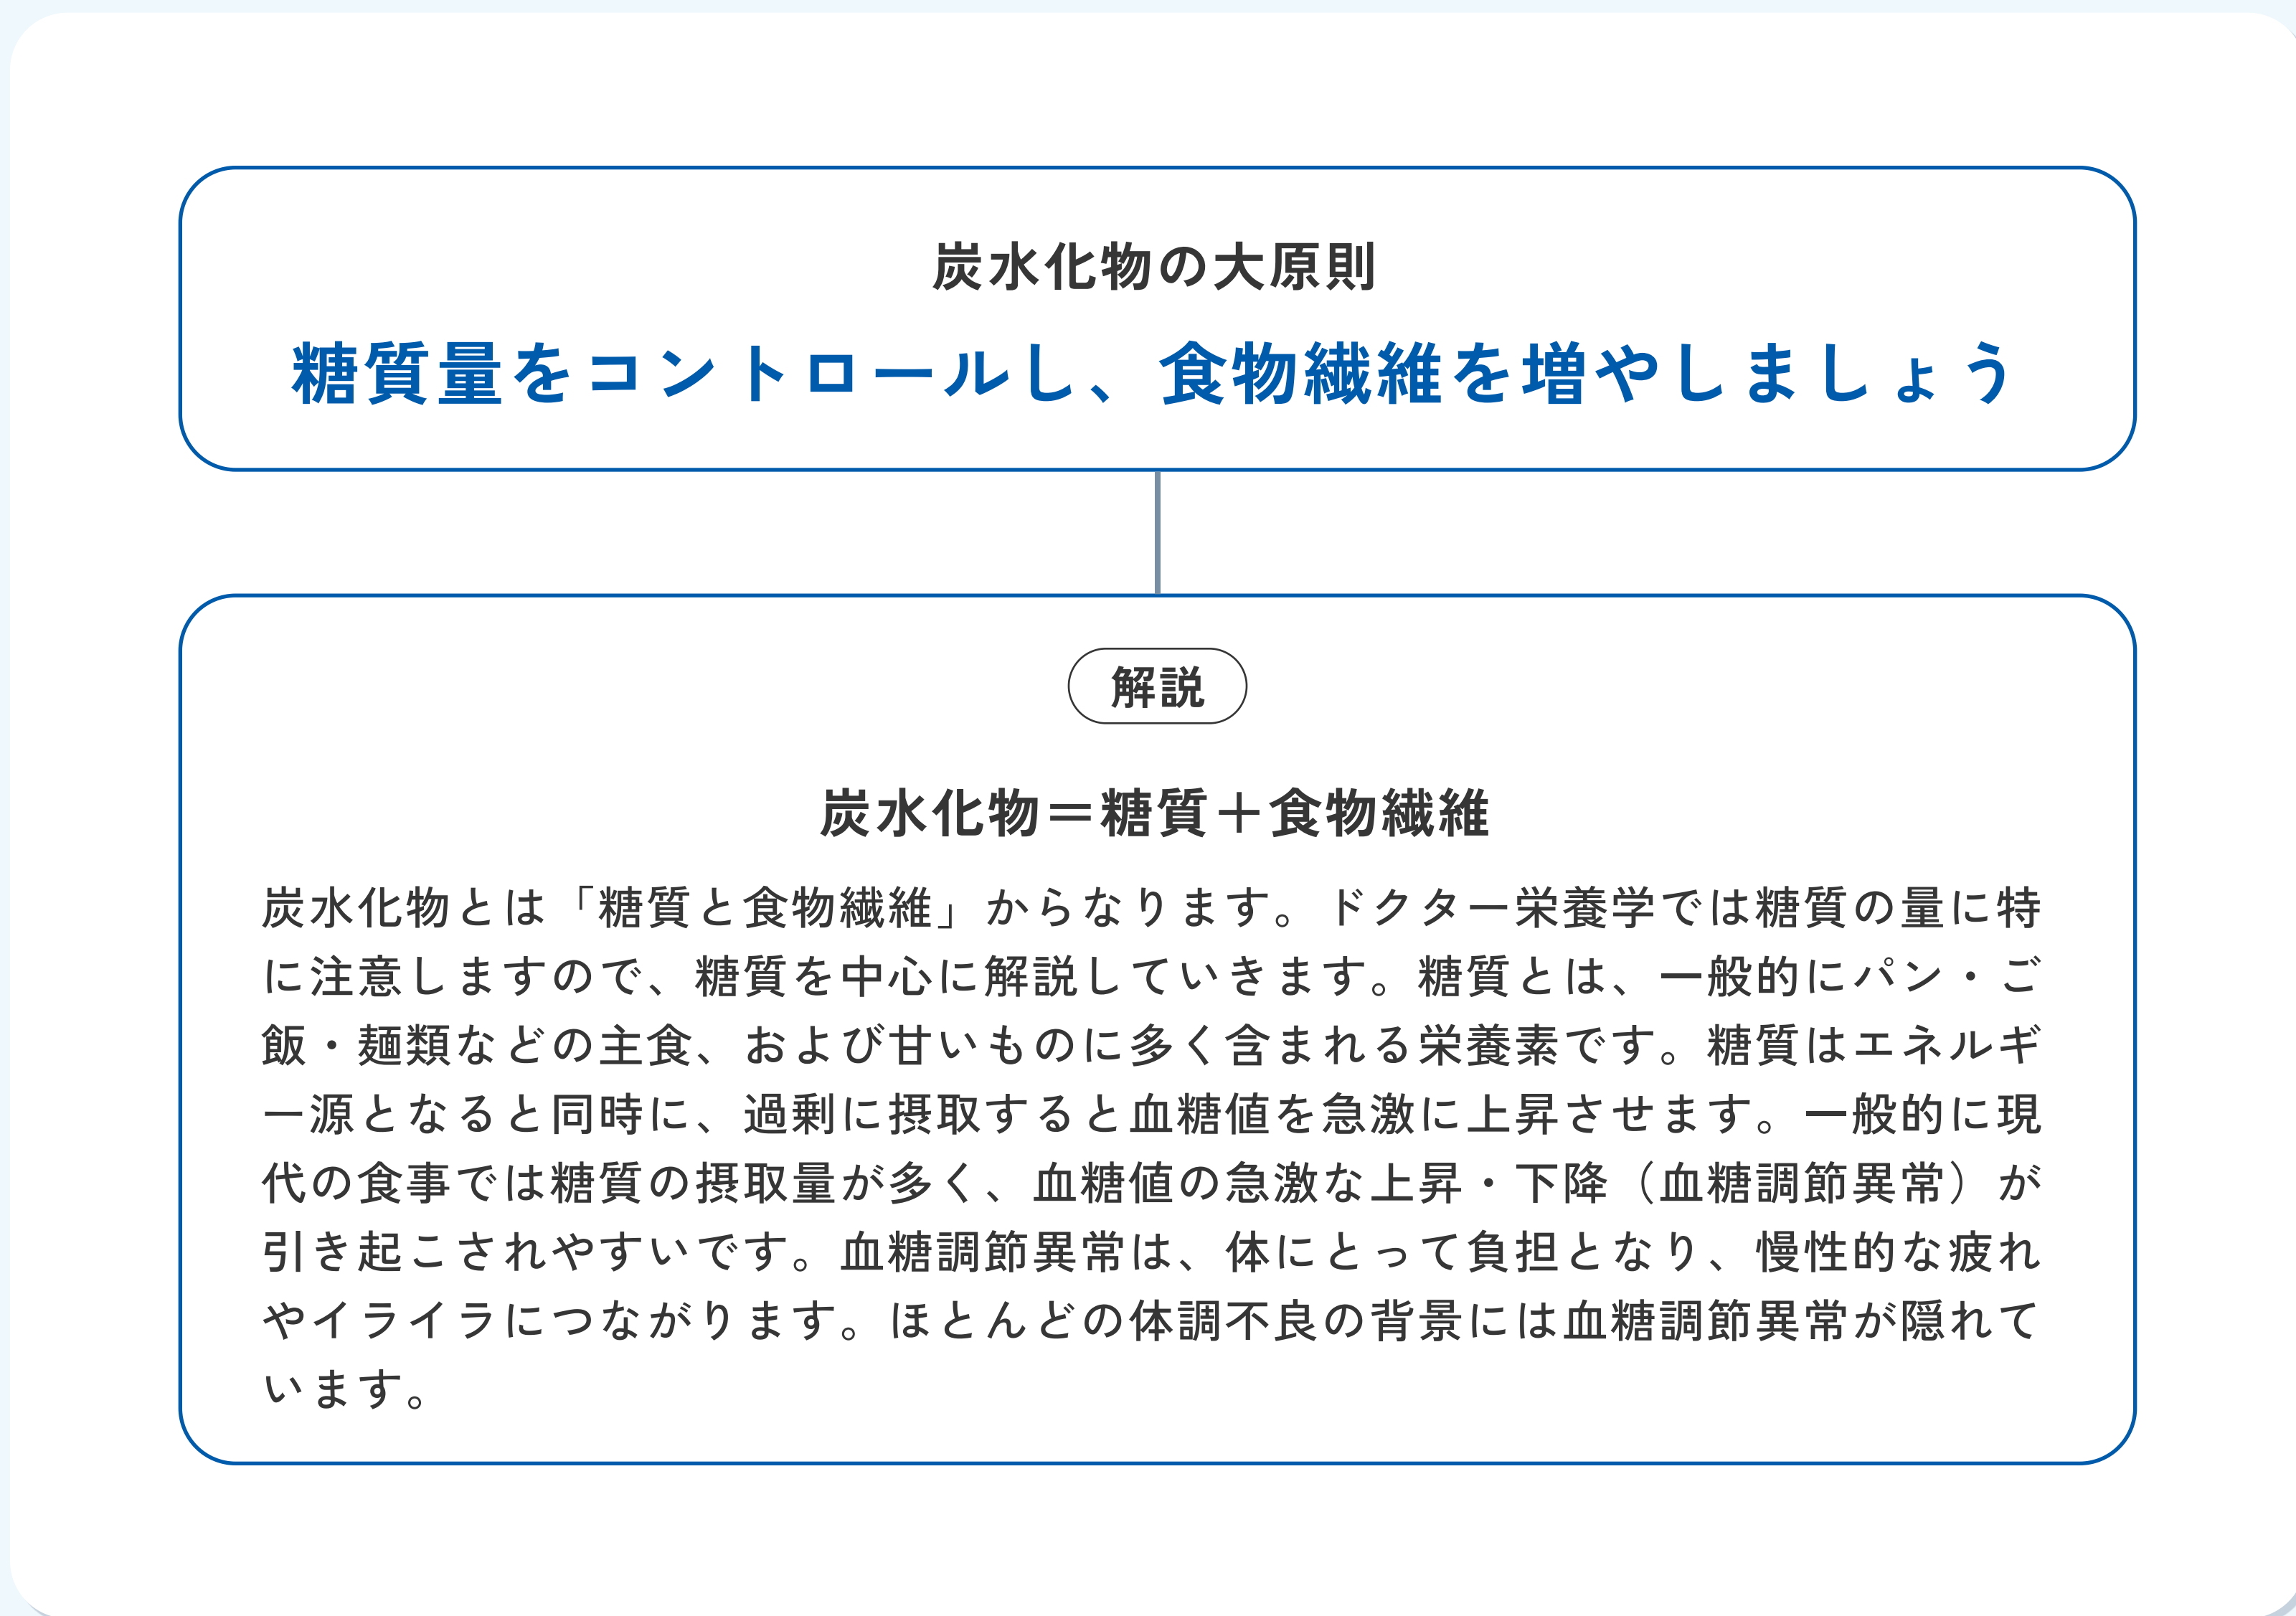 炭水化物の大原則
糖質量をコントロールし、食物繊維を増やしましょう
解説
炭水化物＝糖質＋食物繊維
炭水化物とは「糖質と食物繊維」からなります。ドクター栄養学では糖質の量に特
に注意しますので、糖質を中心に解説していきます。糖質とは、一般的にパン・ご
飯・麺類などの主食、および甘いものに多く含まれる栄養素です。糖質はエネルギ
ー源となると同時に、過剰に摂取すると血糖値を急激に上昇させます。一般的に現
代の食事では糖質の摂取量が多く、血糖値の急激な上昇・下降（血糖調節異常）が
引き起こされやすいです。血糖調節異常は、体にとって負担となり、慢性的な疲れ
やイライラにつながります。ほとんどの体調不良の背景には血糖調節異常が隠れて
います。